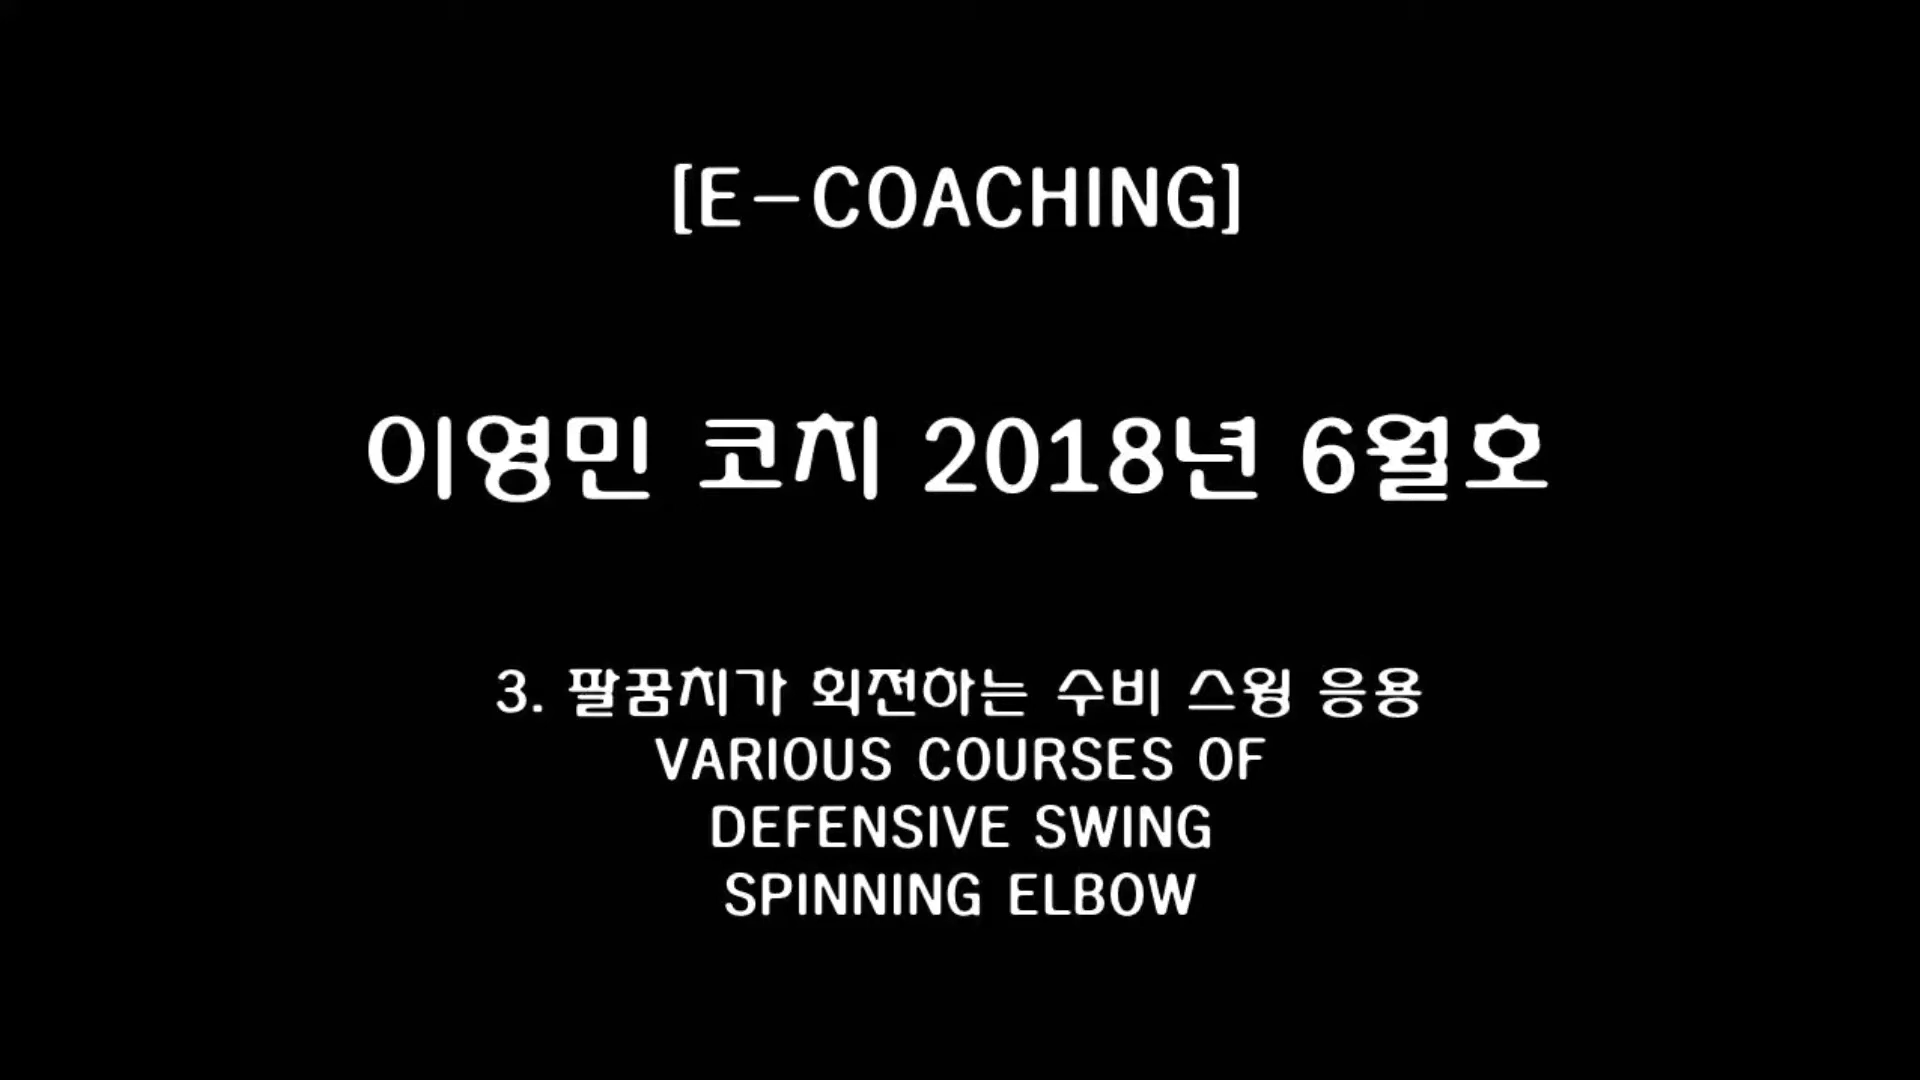 [E-COACHING]
이영민 코치 2018년 6월호
3. 팔꿈치가 회전하는 수비 스윙 응용
VARIOUS COURSES OF
DEFENSIVE SWING
SPINNING ELBOW